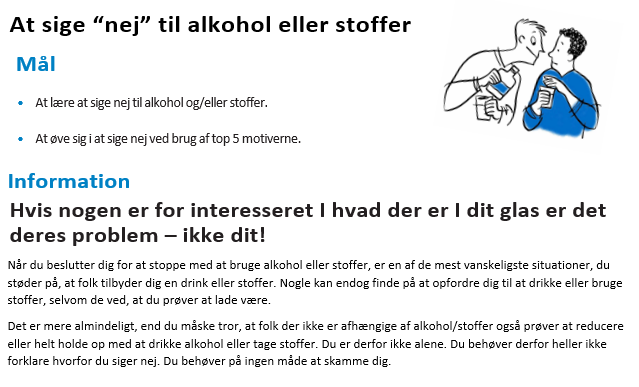 At sige “nej” til alkohol eller stoffer
Mål
• At lære at sige nej til alkohol og/eller stoffer.
• At øve sig i at sige nej ved brug af top 5 motiverne.
Information
Hvis nogen er for interesseret I hvad der er I dit glas er det
deres problem – ikke dit!
Når du beslutter dig for at stoppe med at bruge alkohol eller stoffer, er en af de mest vanskeligste situationer, du
støder på, at folk tilbyder dig en drink eller stoffer. Nogle kan endog finde på at opfordre dig til at drikke eller bruge
stoffer, selvom de ved, at du prøver at lade være.
Det er mere almindeligt, end du måske tror, at folk der ikke er afhængige af alkohol/stoffer også prøver at reducere
eller helt holde op med at drikke alkohol eller tage stoffer. Du er derfor ikke alene. Du behøver derfor heller ikke
forklare hvorfor du siger nej. Du behøver på ingen måde at skamme dig.